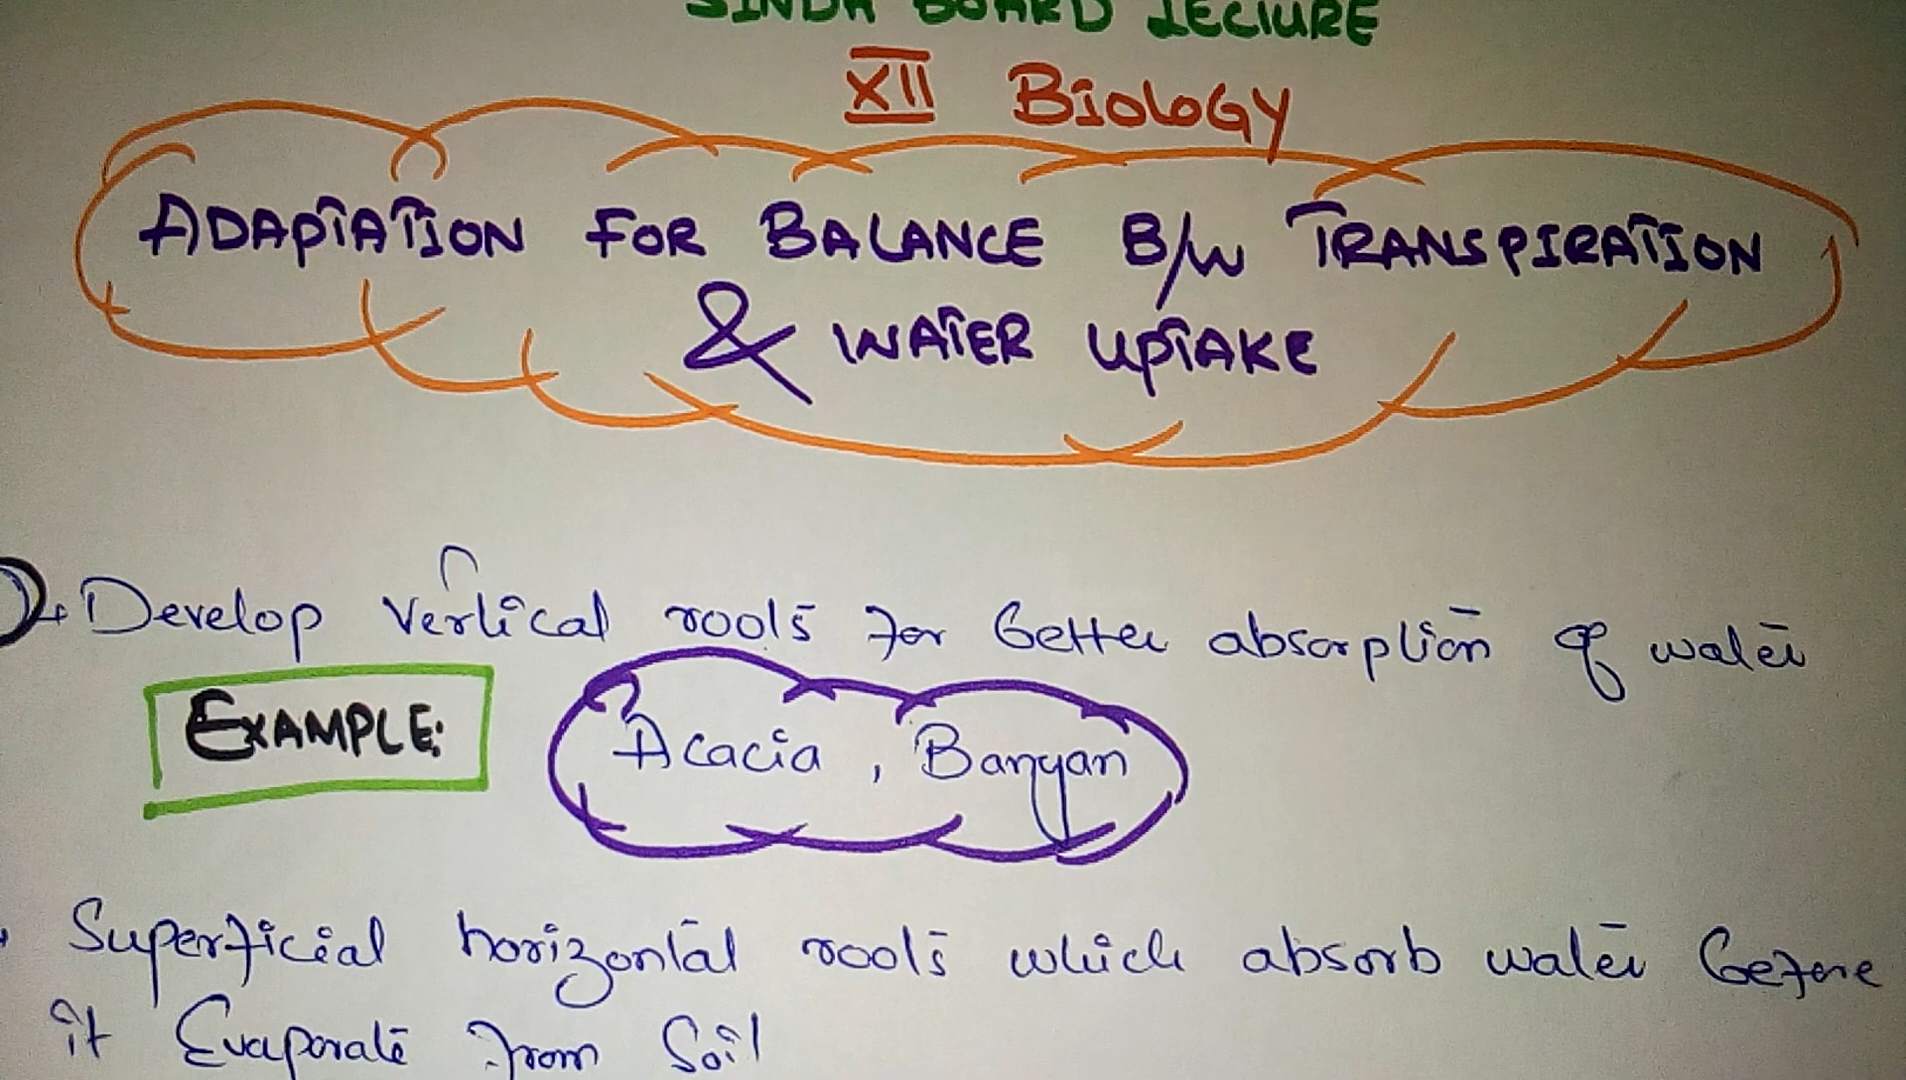 SINDH BOARD LECTURE
XII BIOLOGY
ADAPTATION FOR BALANCE B/W TRANSPIRATION
& WATER UPTAKE
Develop vertical roots for better absorption of water
EXAMPLE:
Acacia, Banyan
Superficial horizontal roots which absorb water before
it Evaporate from Soil